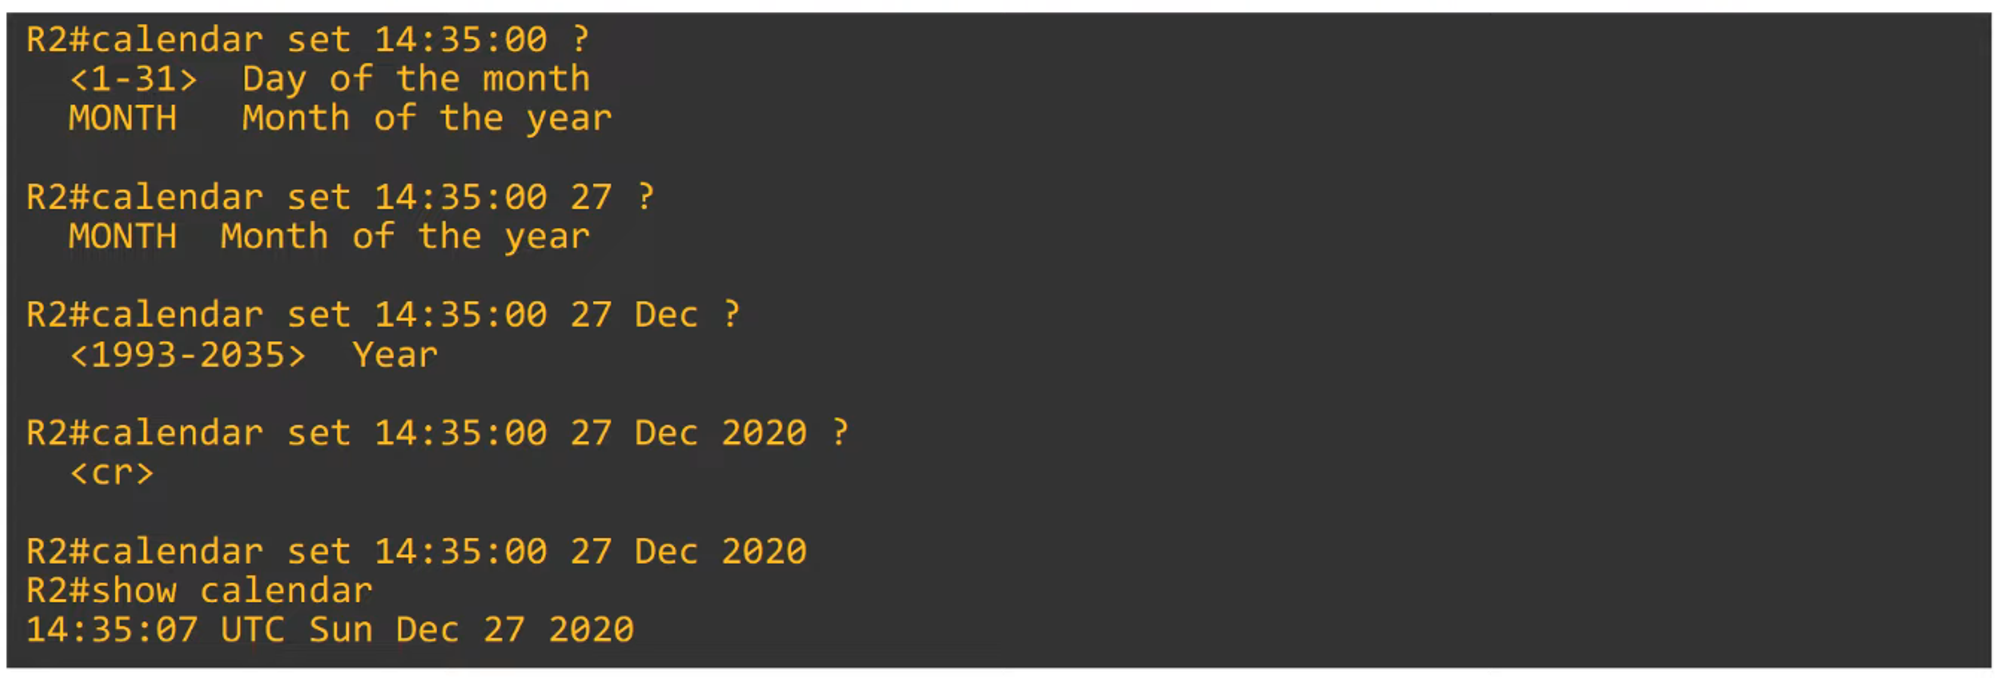 R2#calendar set 14:35:00 ?
  <1-31>  Day of the month
  MONTH   Month of the year

R2#calendar set 14:35:00 27 ?
  MONTH  Month of the year

R2#calendar set 14:35:00 27 Dec ?
  <1993-2035>  Year

R2#calendar set 14:35:00 27 Dec 2020 ?
  <cr>

R2#calendar set 14:35:00 27 Dec 2020
R2#show calendar
14:35:07 UTC Sun Dec 27 2020